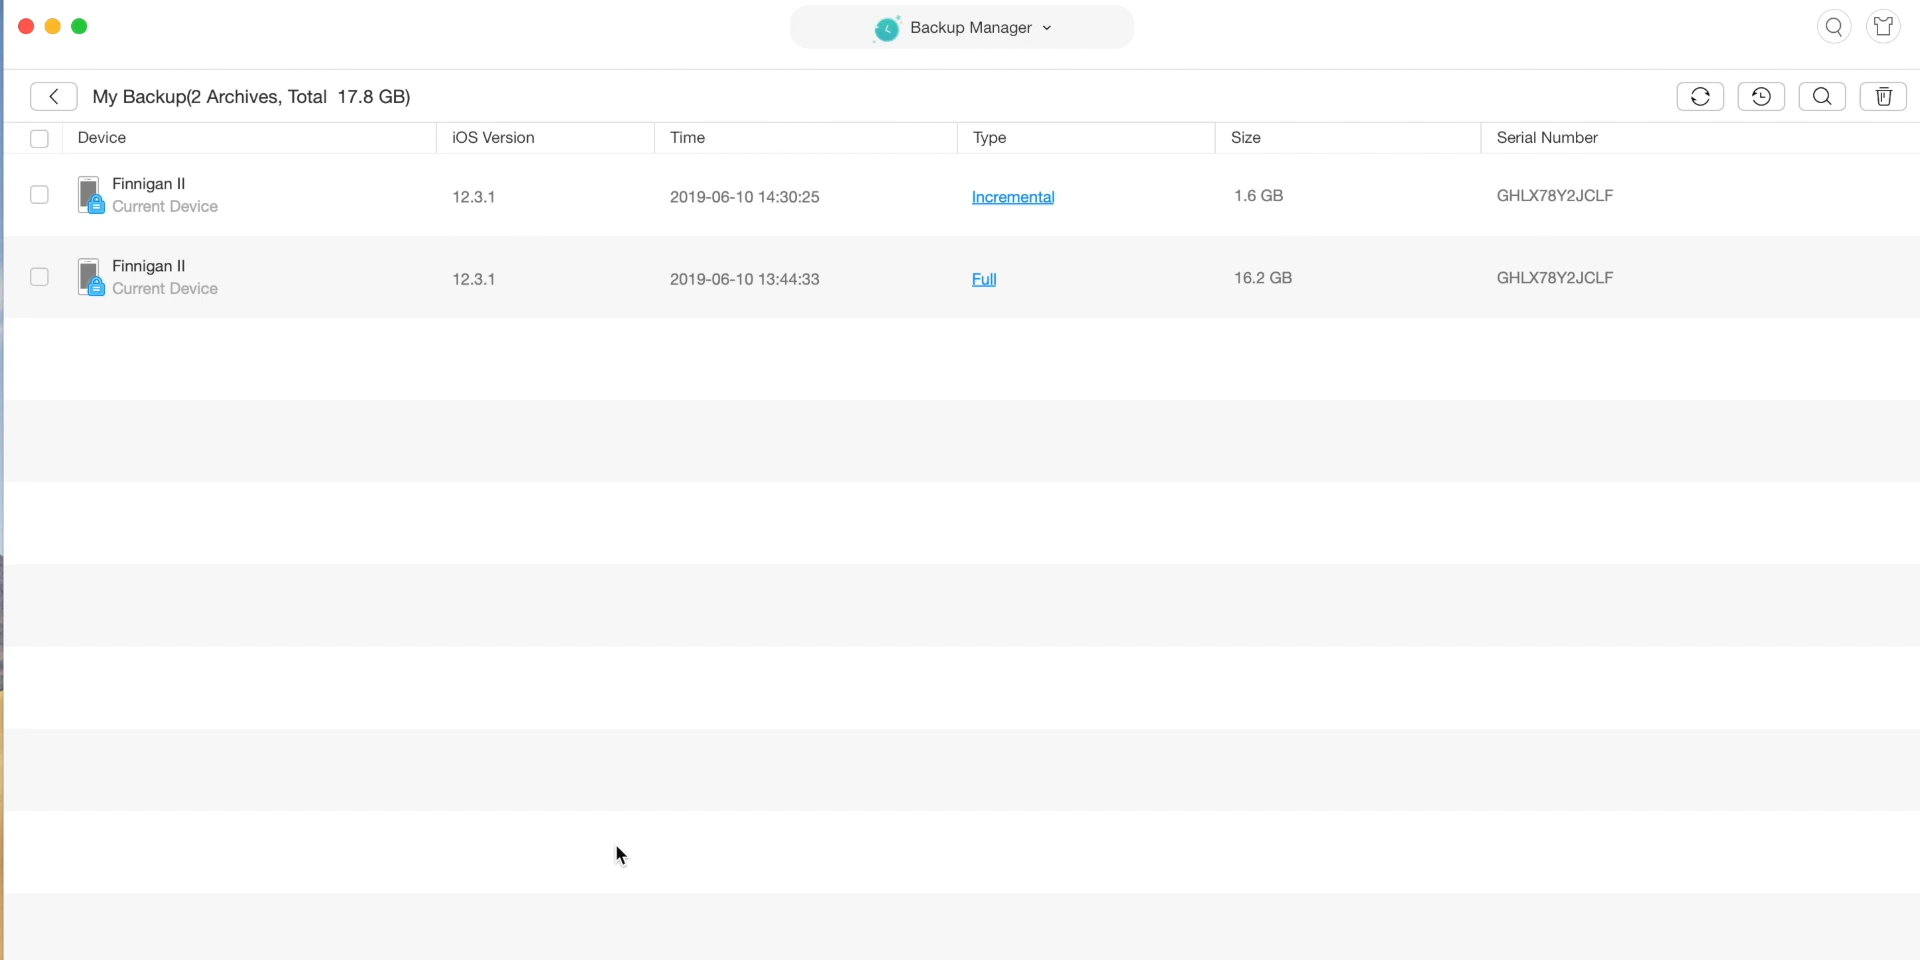 Backup Manager
My Backup(2 Archives, Total 17.8 GB)
Device iOS Version Time Type Size Serial Number
Finnigan II
Current Device
12.3.1 2019-06-10 14:30:25 Incremental 1.6 GB GHLX78Y2JCLF
Finnigan II
Current Device
12.3.1 2019-06-10 13:44:33 Full 16.2 GB GHLX78Y2JCLF